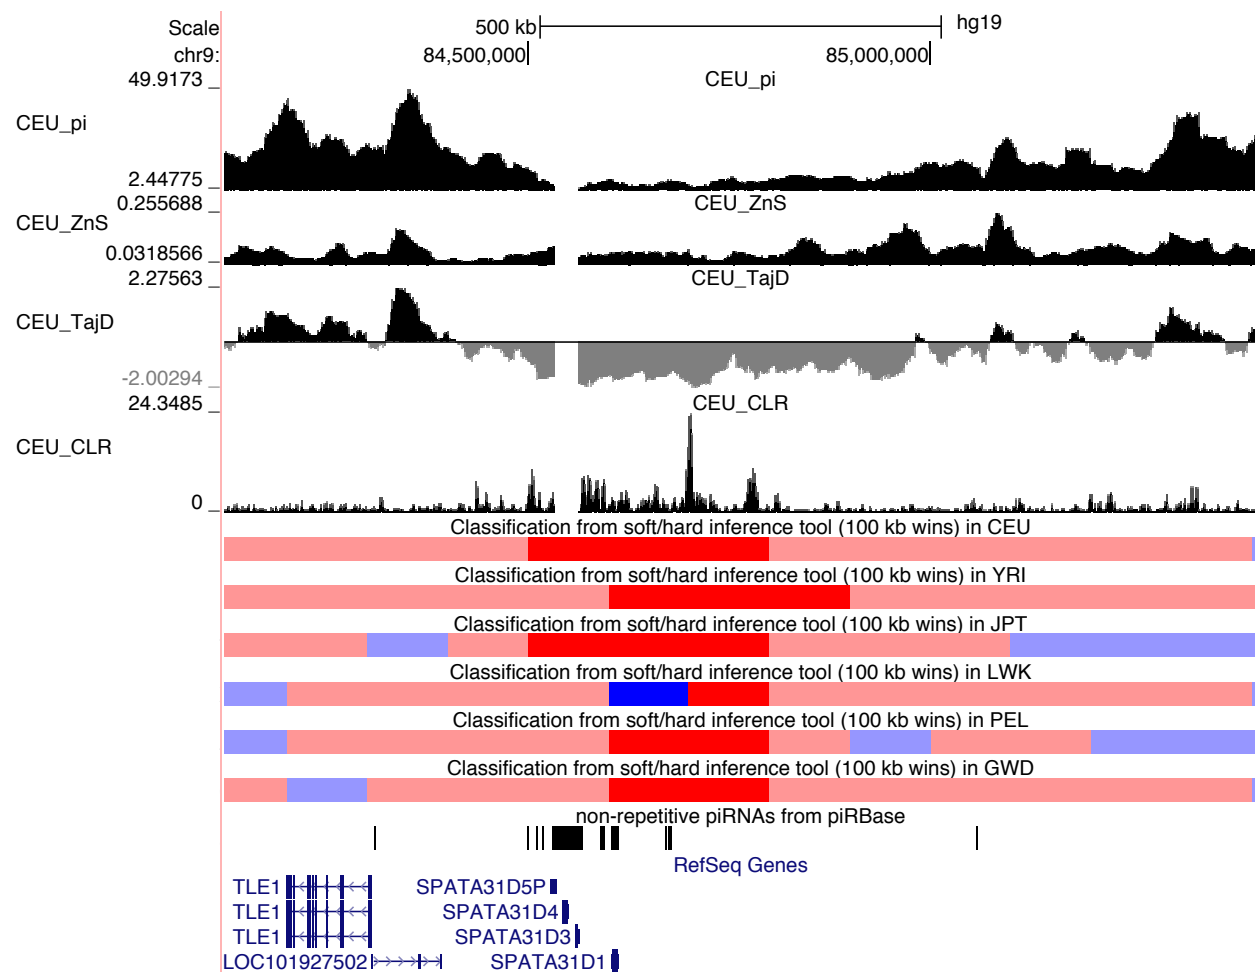 Scale 500 kb hg19
chr9: 84,500,000 85,000,000
49.9173 CEU_pi
CEU_pi
2.44775
0.255688 CEU_ZnS
CEU_ZnS
0.0318566
2.27563 CEU_TajD
CEU_TajD
-2.00294
24.3485 CEU_CLR
CEU_CLR
0
Classification from soft/hard inference tool (100 kb wins) in CEU
Classification from soft/hard inference tool (100 kb wins) in YRI
Classification from soft/hard inference tool (100 kb wins) in JPT
Classification from soft/hard inference tool (100 kb wins) in LWK
Classification from soft/hard inference tool (100 kb wins) in PEL
Classification from soft/hard inference tool (100 kb wins) in GWD
non-repetitive piRNAs from piRBase
RefSeq Genes
TLE1 SPATA31D5P
TLE1 SPATA31D4
TLE1 SPATA31D3
LOC101927502 SPATA31D1